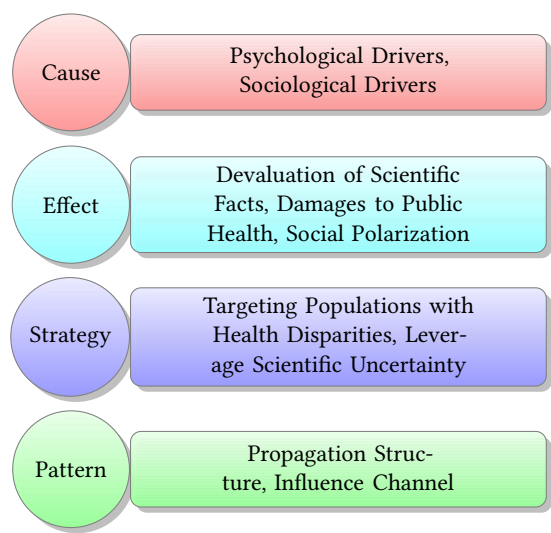 Cause
Psychological Drivers,
Sociological Drivers
Effect
Devaluation of Scientific
Facts, Damages to Public
Health, Social Polarization
Strategy
Targeting Populations with
Health Disparities, Lever-
age Scientific Uncertainty
Pattern
Propagation Struc-
ture, Influence Channel